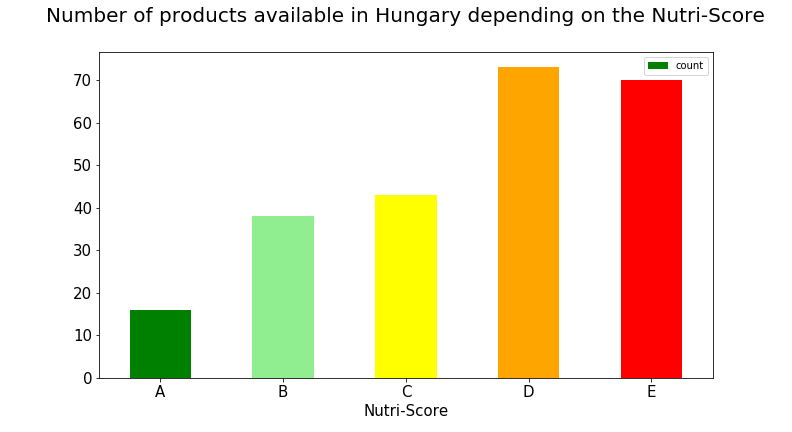 Number of products available in Hungary depending on the Nutri-Score
count
70
60
50
40
30
20
10
0
A B C D E
Nutri-Score